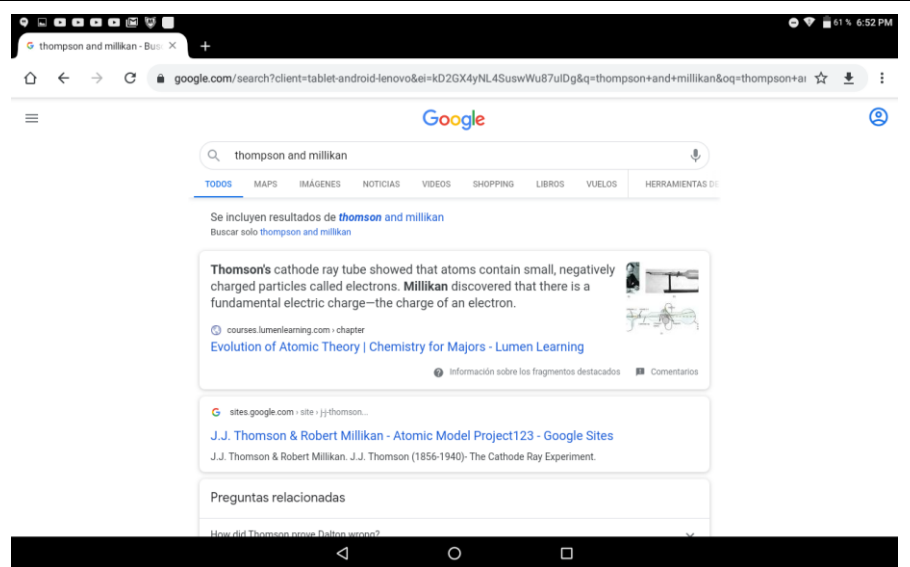 61 % 6:52 PM
thompson and millikan - Bus
google.com/search?client=tablet-android-lenovo&ei=kD2GX4yNL4SuswWu87uIDg&q=thompson+and+millikan&oq=thompson+a
Google
thompson and millikan
TODOS MAPS IMÁGENES NOTICIAS VIDEOS SHOPPING LIBROS VUELOS HERRAMIENTAS DE
Se incluyen resultados de thomson and millikan
Buscar solo thompson and millikan
Thomson's cathode ray tube showed that atoms contain small, negatively
charged particles called electrons. Millikan discovered that there is a
fundamental electric charge—the charge of an electron.
courses.lumenlearning.com › chapter
Evolution of Atomic Theory | Chemistry for Majors - Lumen Learning
Información sobre los fragmentos destacados Comentarios
sites.google.com › site › j-j-thomson...
J.J. Thomson & Robert Millikan - Atomic Model Project123 - Google Sites
J.J. Thomson & Robert Millikan. J.J. Thomson (1856-1940)- The Cathode Ray Experiment.
Preguntas relacionadas
How did Thomson prove Dalton wrong?